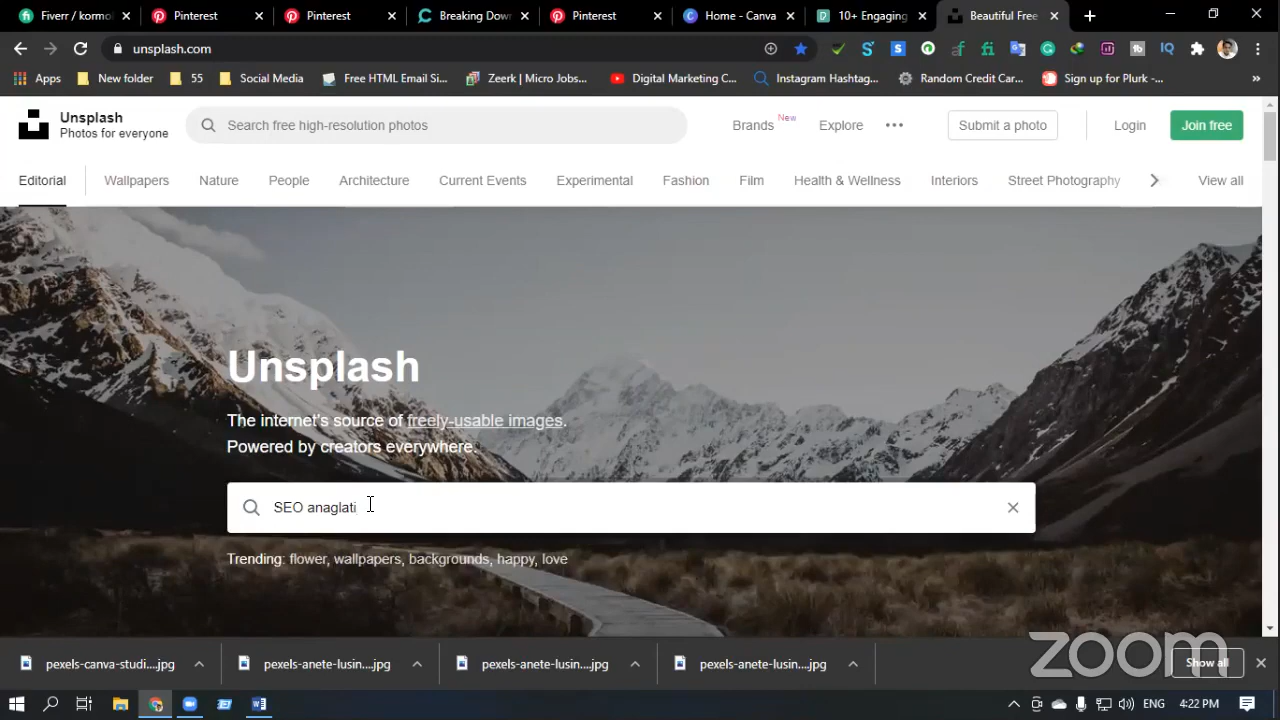 Fiverr / kormo
Pinterest
Pinterest
Breaking Dow
Pinterest
Home - Canva
10+ Engaging
Beautiful Free
unsplash.com
Apps
New folder
55
Social Media
Free HTML Email Si...
Zeerk | Micro Jobs...
Digital Marketing C...
Instagram Hashtag...
Random Credit Car...
Sign up for Plurk -...
Unsplash
Photos for everyone
Search free high-resolution photos
Brands New
Explore
Submit a photo
Login
Join free
Editorial
Wallpapers
Nature
People
Architecture
Current Events
Experimental
Fashion
Film
Health & Wellness
Interiors
Street Photography
View all
Unsplash
The internet's source of freely-usable images.
Powered by creators everywhere.
SEO anaglati
Trending: flower, wallpapers, backgrounds, happy, love
pexels-canva-studi....jpg
pexels-anete-lusin....jpg
pexels-anete-lusin....jpg
pexels-anete-lusin....jpg
Show all
zoom
ENG
4:22 PM